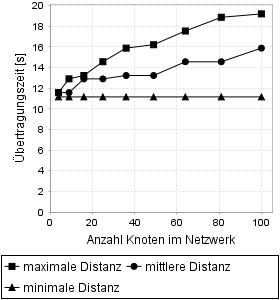 20
18
16
14
12
10
8
6
4
2
0
Übertragungszeit [s]
0 20 40 60 80 100
Anzahl Knoten im Netzwerk
maximale Distanz mittlere Distanz
minimale Distanz